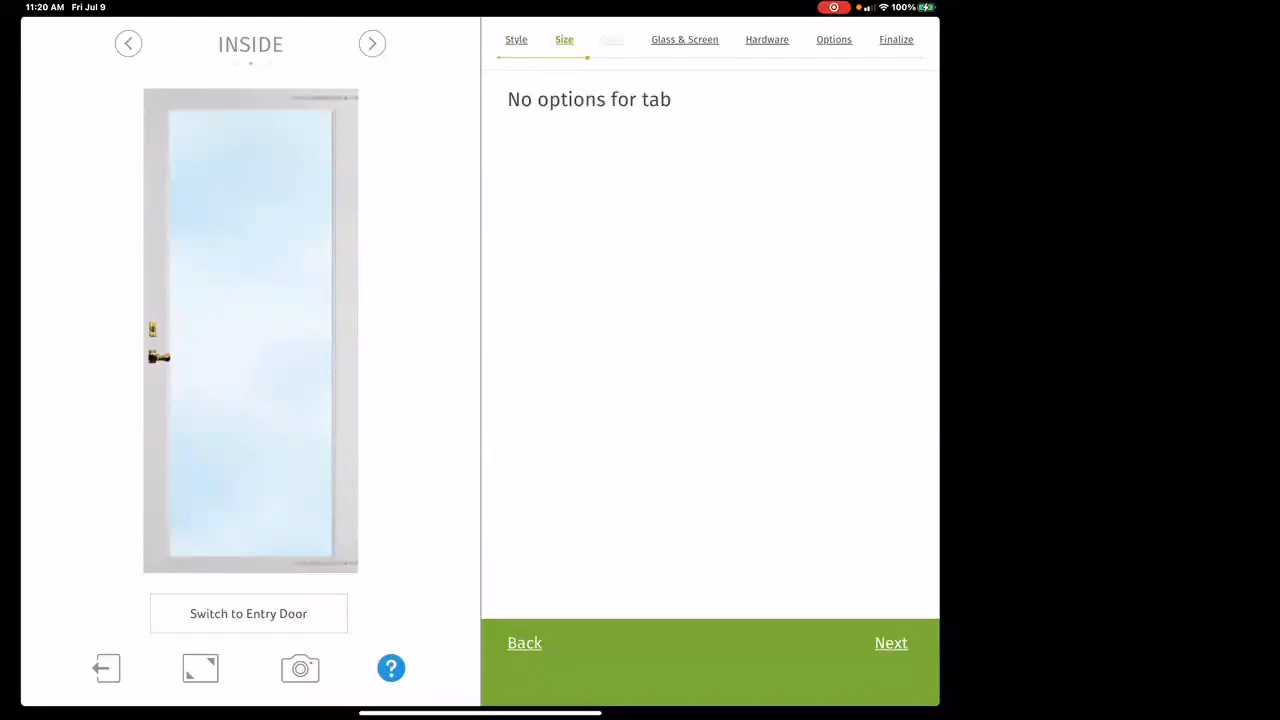 11:20 AM Fri Jul 9
100%
INSIDE
Style Size Glass & Screen Hardware Options Finalize
No options for tab
Switch to Entry Door
?
Back Next